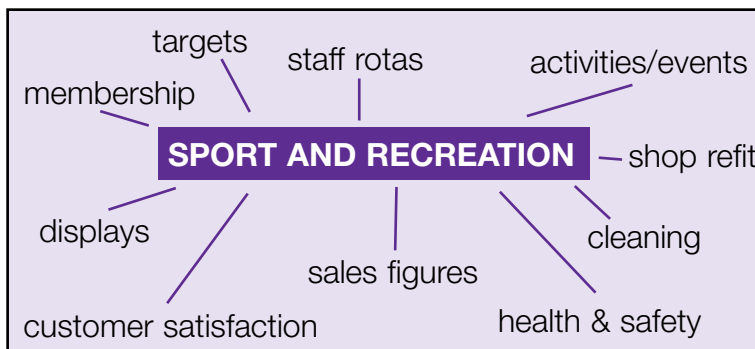 targets
staff rotas
activities/events
membership
SPORT AND RECREATION
shop refit
displays
cleaning
sales figures
customer satisfaction
health & safety